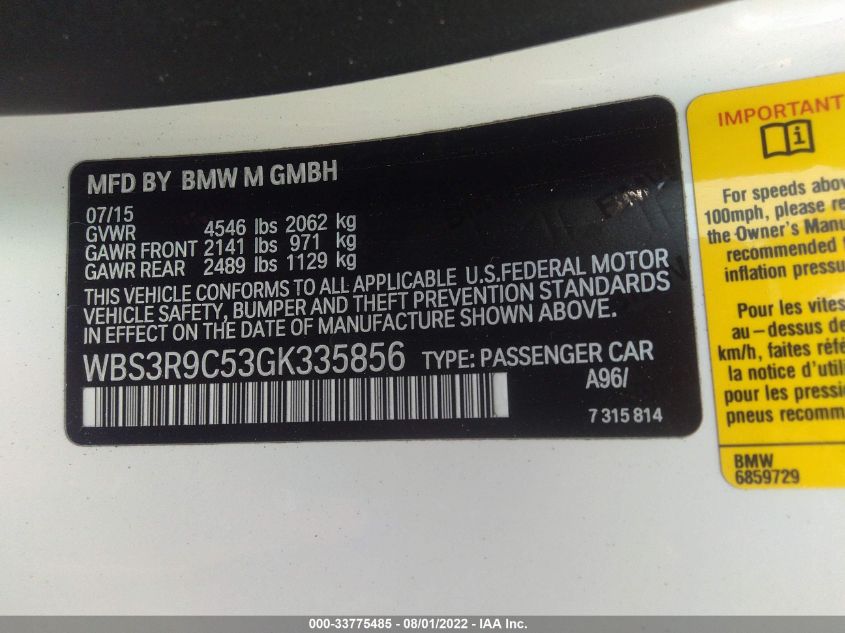 MFD BY BMW M GMBH
07/15
GVWR 4546 lbs 2062 kg
GAWR FRONT 2141 lbs 971 kg
GAWR REAR 2489 lbs 1129 kg
THIS VEHICLE CONFORMS TO ALL APPLICABLE U.S.FEDERAL MOTOR
VEHICLE SAFETY, BUMPER AND THEFT PREVENTION STANDARDS
IN EFFECT ON THE DATE OF MANUFACTURE SHOWN ABOVE.
WBS3R9C53GK335856 TYPE: PASSENGER CAR
A96/
7 315 814
IMPORTANT
For speeds abov
100mph, please re
the Owner's Manu
recommended
inflation pressu
Pour les vites
au-dessus de
km/h, faites réfé
la notice d'util
pour les pressi
pneus recomm
BMW
6859729
000-33775485 - 08/01/2022 - IAA Inc.